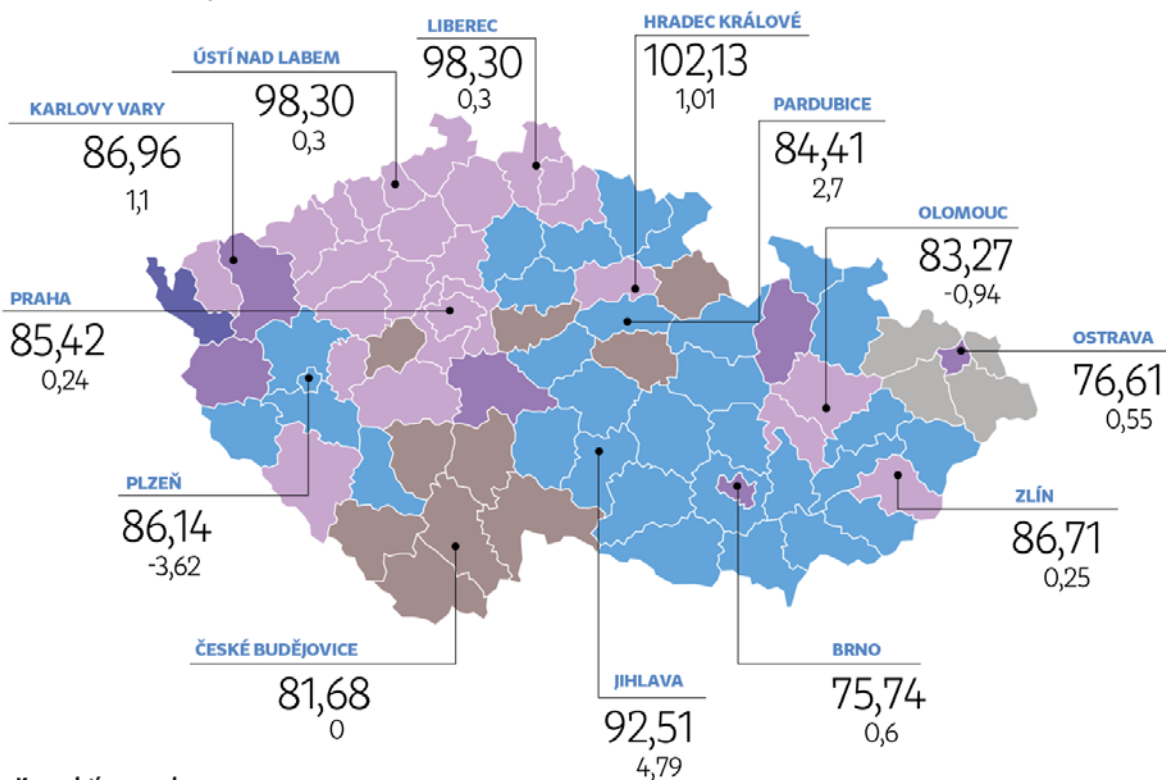 LIBEREC
98,30
0,3
HRADEC KRÁLOVÉ
102,13
1,01
ÚSTÍ NAD LABEM
98,30
0,3
KARLOVY VARY
86,96
1,1
PARDUBICE
84,41
2,7
OLOMOUC
83,27
-0,94
PRAHA
85,42
0,24
OSTRAVA
76,61
0,55
PLZEŇ
86,14
-3,62
ZLÍN
86,71
0,25
ČESKÉ BUDĚJOVICE
81,68
0
JIHLAVA
92,51
4,79
BRNO
75,74
0,6